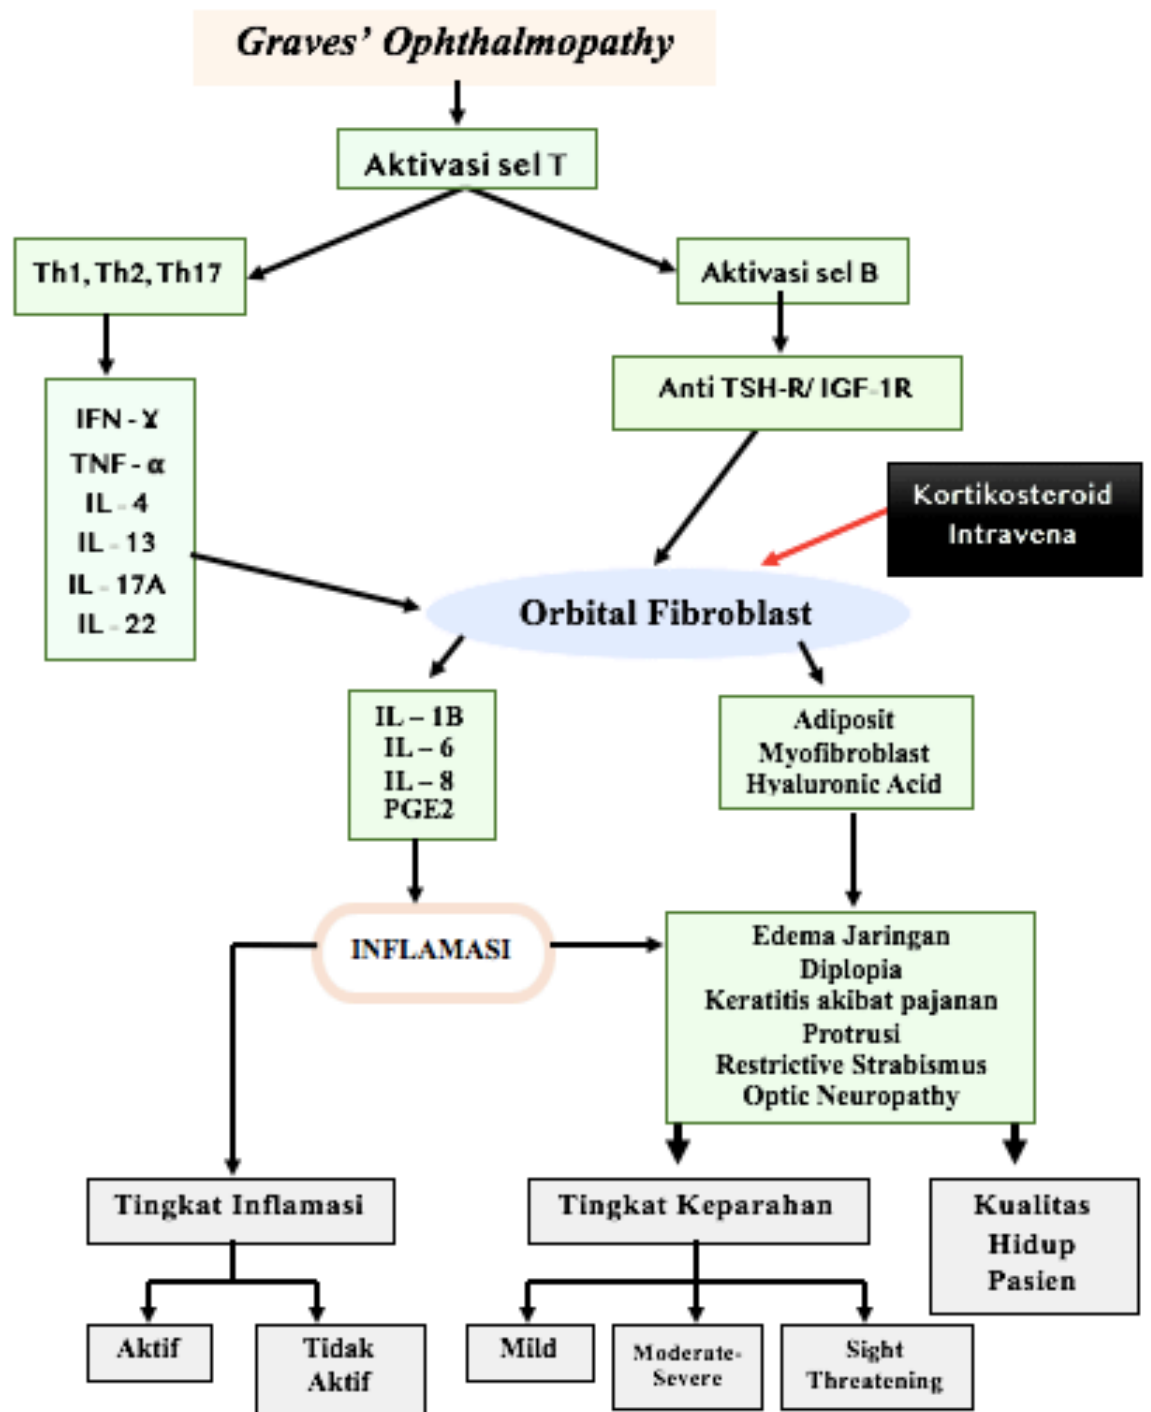 Graves’ Ophthalmopathy
Aktivasi sel T
Th1, Th2, Th17
Aktivasi sel B
IFN - Ɣ
TNF - α
IL - 4
IL - 13
IL - 17A
IL - 22
Anti TSH-R/ IGF-1R
Kortikosteroid
Intravena
Orbital Fibroblast
IL – 1B
IL – 6
IL – 8
PGE2
Adiposit
Myofibroblast
Hyaluronic Acid
INFLAMASI
Edema Jaringan
Diplopia
Keratitis akibat pajanan
Protrusi
Restrictive Strabismus
Optic Neuropathy
Tingkat Inflamasi
Tingkat Keparahan
Kualitas
Hidup
Pasien
Aktif
Tidak
Aktif
Mild
Moderate-
Severe
Sight
Threatening